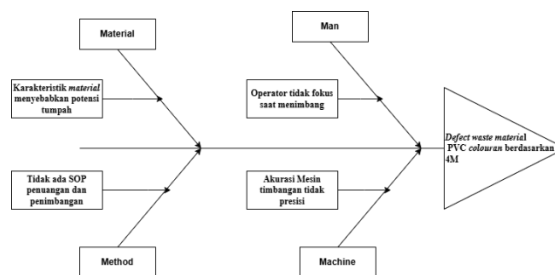 Material
Man
Karakteristik material
menyebabkan potensi
tumpah
Operator tidak fokus
saat menimbang
Defect waste material
PVC colouran berdasarkan
4M
Tidak ada SOP
penuangan dan
penimbangan
Akurasi Mesin
timbangan tidak
presisi
Method
Machine